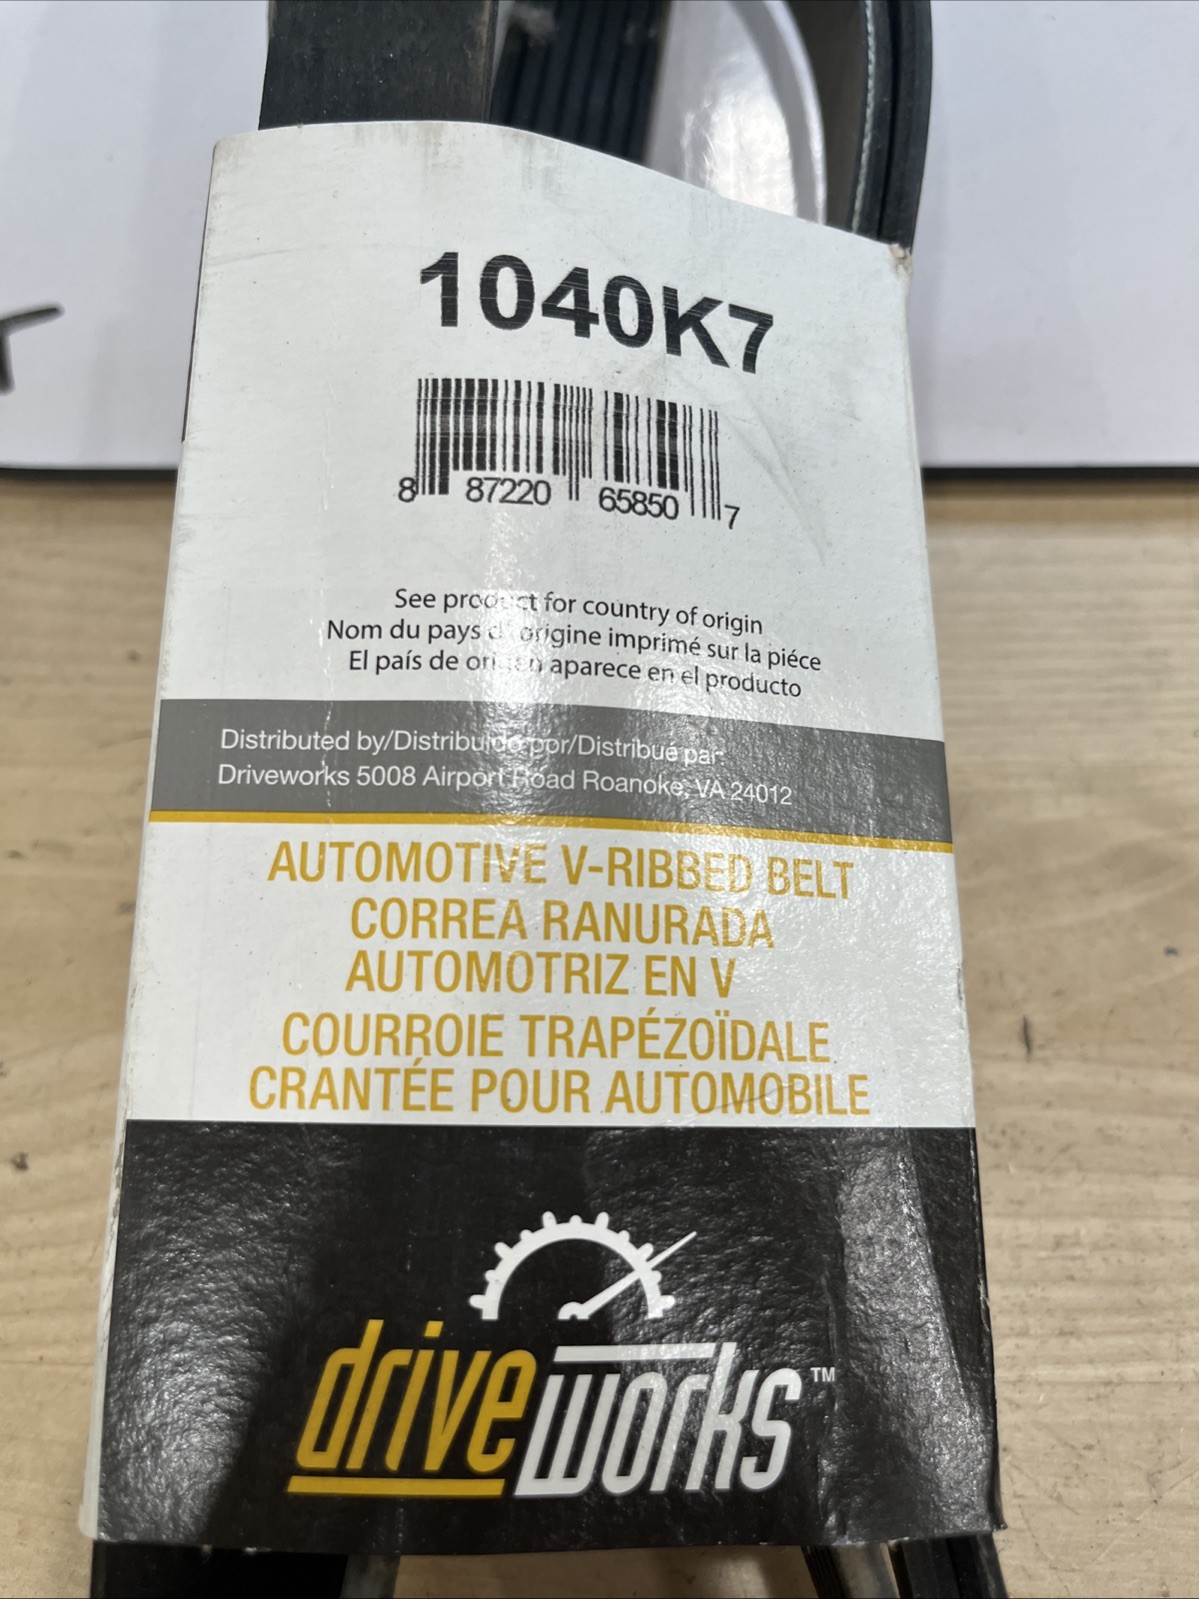 1040K7
8 87220 65850 7
See product for country of origin
Nom du pays d' origine imprimé sur la piéce
El país de origen aparece en el producto
Distributed by/Distribuido por/Distribué par
Driveworks 5008 Airport Road Roanoke, VA 24012
AUTOMOTIVE V-RIBBED BELT
CORREA RANURADA
AUTOMOTRIZ EN V
COURROIE TRAPÉZOÏDALE
CRANTÉE POUR AUTOMOBILE
driveworks™